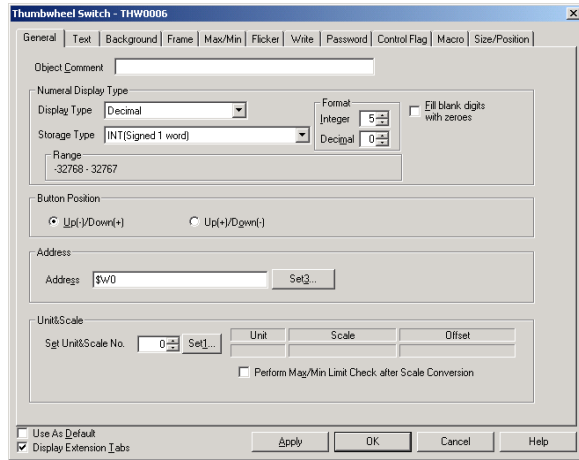 Thumbwheel Switch - THW0006
General Text Background Frame Max/Min Flicker Write Password Control Flag Macro Size/Position
Object Comment
Numeral Display Type
Display Type Decimal
Format
Integer 5
Fill blank digits
with zeroes
Storage Type INT(Signed 1 word)
Decimal 0
Range
-32768 - 32767
Button Position
Up(-)/Down(+) Up(+)/Down(-)
Address
Address $W0 Set3...
Unit&Scale
Set Unit&Scale No. 0 Set1...
Unit Scale Offset
Perform Max/Min Limit Check after Scale Conversion
Use As Default
Display Extension Tabs
Apply OK Cancel Help